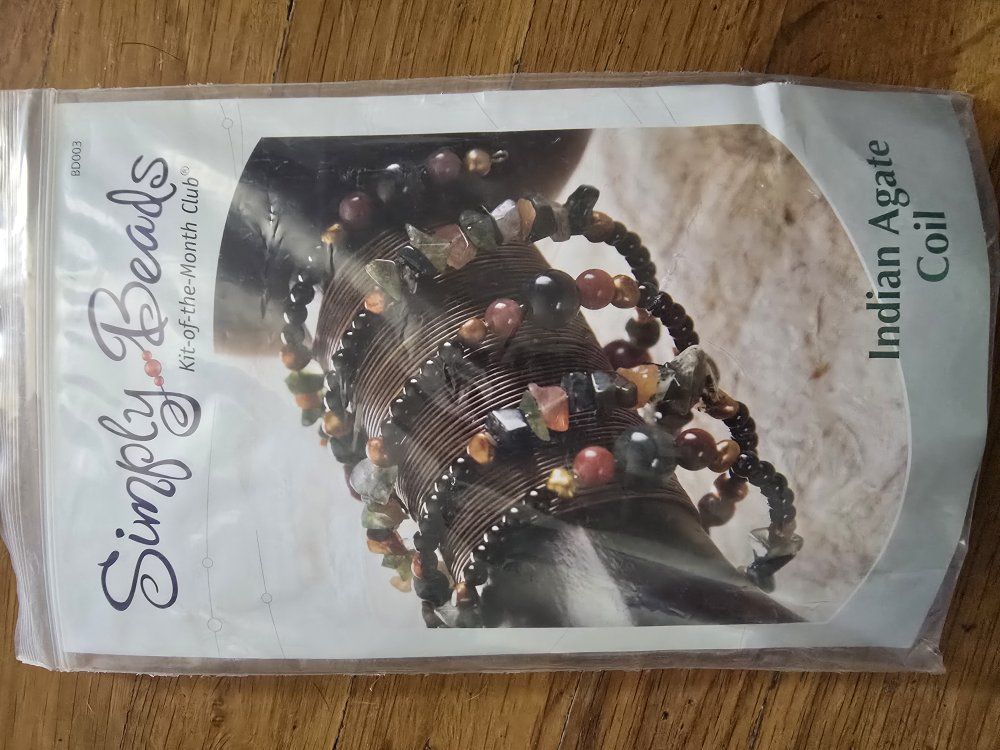 BD003
Simply Beads
Kit-of-the-Month Club®
Indian Agate
Coil